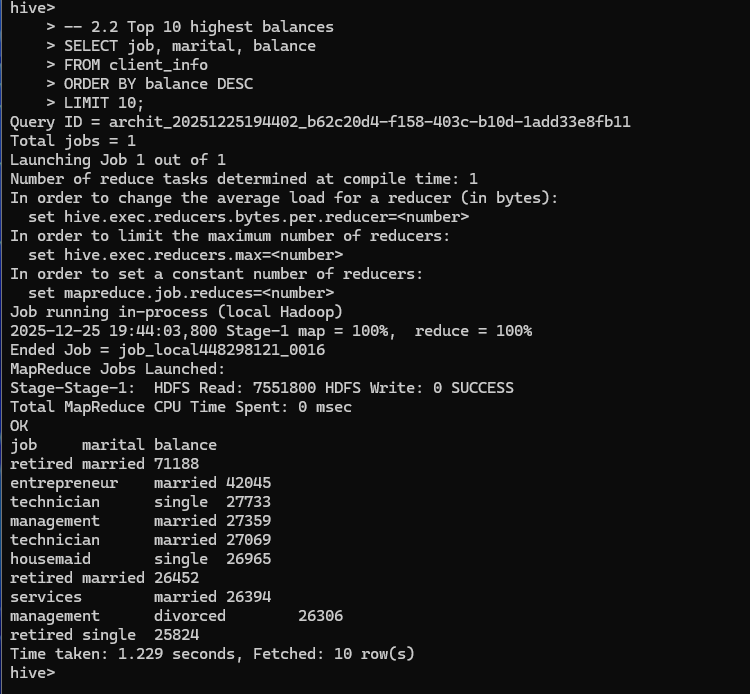 hive>
    > -- 2.2 Top 10 highest balances
    > SELECT job, marital, balance
    > FROM client_info
    > ORDER BY balance DESC
    > LIMIT 10;
Query ID = archit_20251225194402_b62c20d4-f158-403c-b10d-1add33e8fb11
Total jobs = 1
Launching Job 1 out of 1
Number of reduce tasks determined at compile time: 1
In order to change the average load for a reducer (in bytes):
  set hive.exec.reducers.bytes.per.reducer=<number>
In order to limit the maximum number of reducers:
  set hive.exec.reducers.max=<number>
In order to set a constant number of reducers:
  set mapreduce.job.reduces=<number>
Job running in-process (local Hadoop)
2025-12-25 19:44:03,800 Stage-1 map = 100%,  reduce = 100%
Ended Job = job_local448298121_0016
MapReduce Jobs Launched:
Stage-Stage-1:  HDFS Read: 7551800 HDFS Write: 0 SUCCESS
Total MapReduce CPU Time Spent: 0 msec
OK
job     marital balance
retired married 71188
entrepreneur    married 42045
technician      single  27733
management      married 27359
technician      married 27069
housemaid       single  26965
retired married 26452
services        married 26394
management      divorced        26306
retired single  25824
Time taken: 1.229 seconds, Fetched: 10 row(s)
hive>